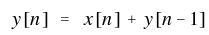 y[n] = x[n] + y[n − 1]